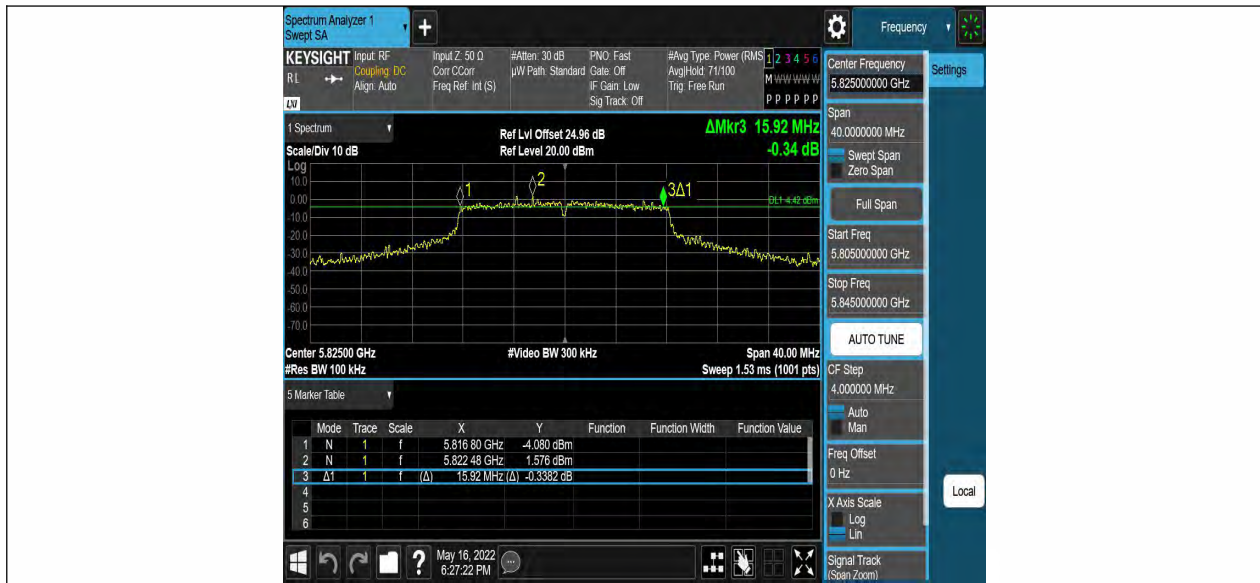 Spectrum Analyzer 1
Swept SA
+
Frequency
KEYSIGHT
RL
LXI
Input: RF
Coupling: DC
Align: Auto
Input Z: 50 Ω
Corr CCorr
Freq Ref: Int (S)
#Atten: 30 dB
µW Path: Standard
PNO: Fast
Gate: Off
IF Gain: Low
Sig Track: Off
#Avg Type: Power (RMS
Avg|Hold: 71/100
Trig: Free Run
1 2 3 4 5 6
M W W W W W
P P P P P P
1 Spectrum
Scale/Div 10 dB
Ref Lvl Offset 24.96 dB
Ref Level 20.00 dBm
ΔMkr3 15.92 MHz
-0.34 dB
Log
10.0
0.00
-10.0
-20.0
-30.0
-40.0
-50.0
-60.0
-70.0
1
2
3Δ1
DL1 -4.42 dBm
Center 5.82500 GHz
#Res BW 100 kHz
#Video BW 300 kHz
Span 40.00 MHz
Sweep 1.53 ms (1001 pts)
5 Marker Table
Mode Trace Scale X Y Function Function Width Function Value
1 N 1 f 5.816 80 GHz -4.080 dBm
2 N 1 f 5.822 48 GHz 1.576 dBm
3 Δ1 1 f (Δ) 15.92 MHz (Δ) -0.3382 dB
4
5
6
May 16, 2022
6:27:22 PM
?
Center Frequency
5.825000000 GHz
Span
40.0000000 MHz
Swept Span
Zero Span
Full Span
Start Freq
5.805000000 GHz
Stop Freq
5.845000000 GHz
AUTO TUNE
CF Step
4.000000 MHz
Auto
Man
Freq Offset
0 Hz
X Axis Scale
Log
Lin
Signal Track
(Span Zoom)
Settings
Local